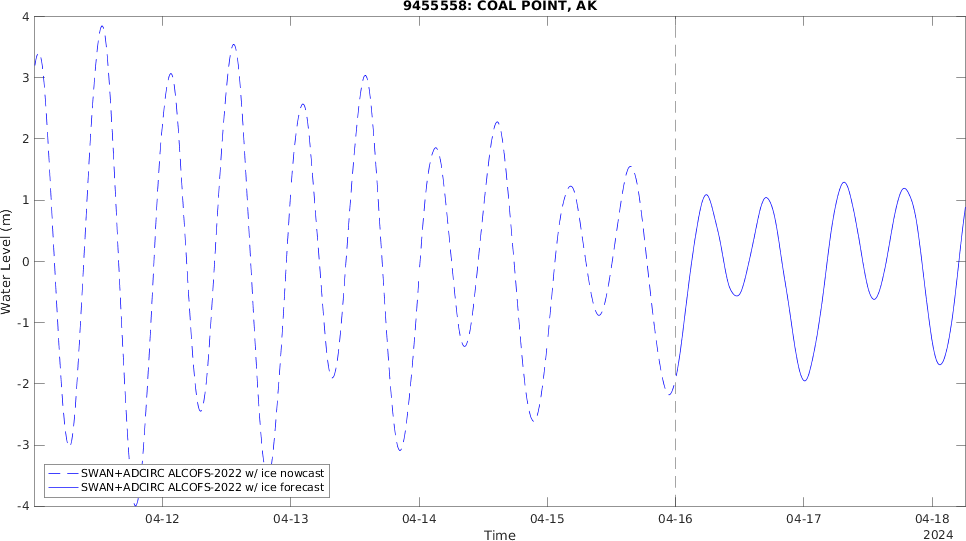 9455558: COAL POINT, AK
4
3
2
1
0
-1
-2
-3
-4
Water Level (m)
SWAN+ADCIRC ALCOFS-2022 w/ ice nowcast
SWAN+ADCIRC ALCOFS-2022 w/ ice forecast
04-12 04-13 04-14 04-15 04-16 04-17 04-18
Time
2024